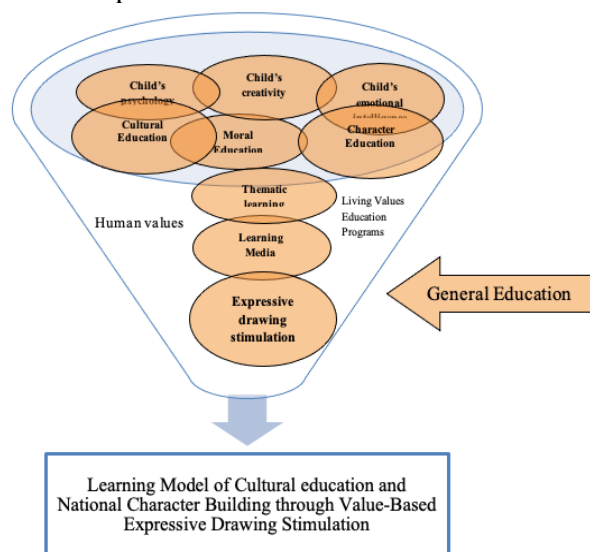 Child's
psychology
Child's
creativity
Child's
emotional
intelligence
Cultural
Education
Moral
Education
Character
Education
Thematic
learning
Human values
Living Values
Education
Programs
Learning
Media
General Education
Expressive
drawing
stimulation
Learning Model of Cultural education and
National Character Building through Value-Based
Expressive Drawing Stimulation